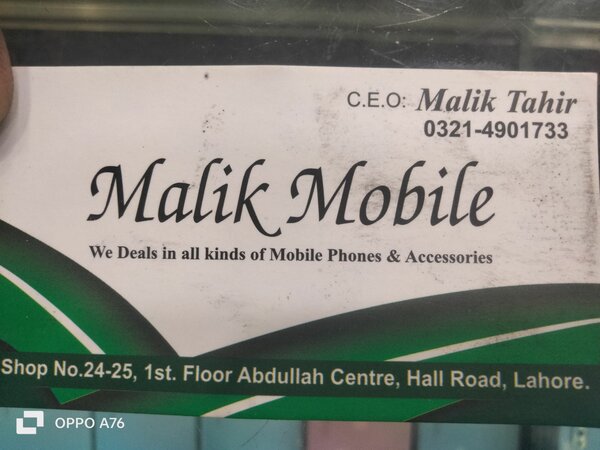 C.E.O: Malik Tahir
0321-4901733
Malik Mobile
We Deals in all kinds of Mobile Phones & Accessories
Shop No.24-25, 1st. Floor Abdullah Centre, Hall Road, Lahore.
OPPO A76